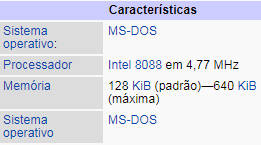 Características
Sistema operativo: MS-DOS
Processador Intel 8088 em 4,77 MHz
Memória 128 KiB (padrão)—640 KiB (máxima)
Sistema operativo MS-DOS